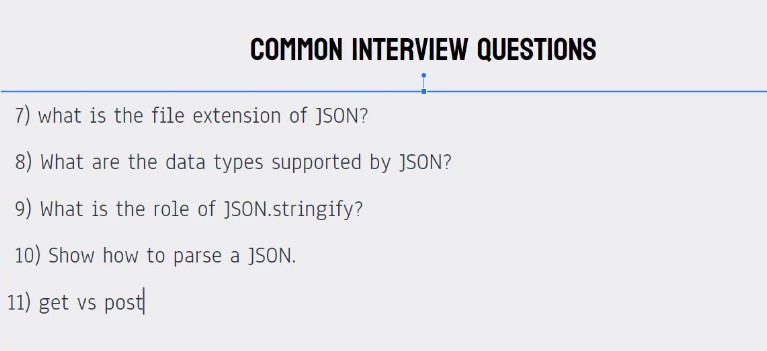 COMMON INTERVIEW QUESTIONS
7) what is the file extension of JSON?
8) What are the data types supported by JSON?
9) What is the role of JSON.stringify?
10) Show how to parse a JSON.
11) get vs post